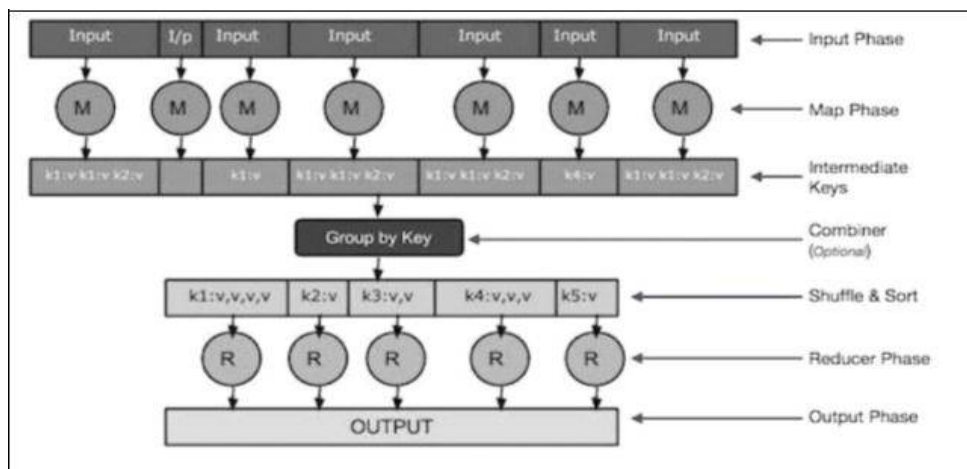 Input I/p Input Input Input Input Input
Input Phase
M M M M M M M
Map Phase
k1:v k1:v k2:v k1:v k1:v k1:v k2:v k1:v k1:v k2:v k4:v k1:v k1:v k2:v
Intermediate
Keys
Group by Key
Combiner
(Optional)
k1:v,v,v,v k2:v k3:v,v k4:v,v,v k5:v
Shuffle & Sort
R R R R R
Reducer Phase
OUTPUT
Output Phase